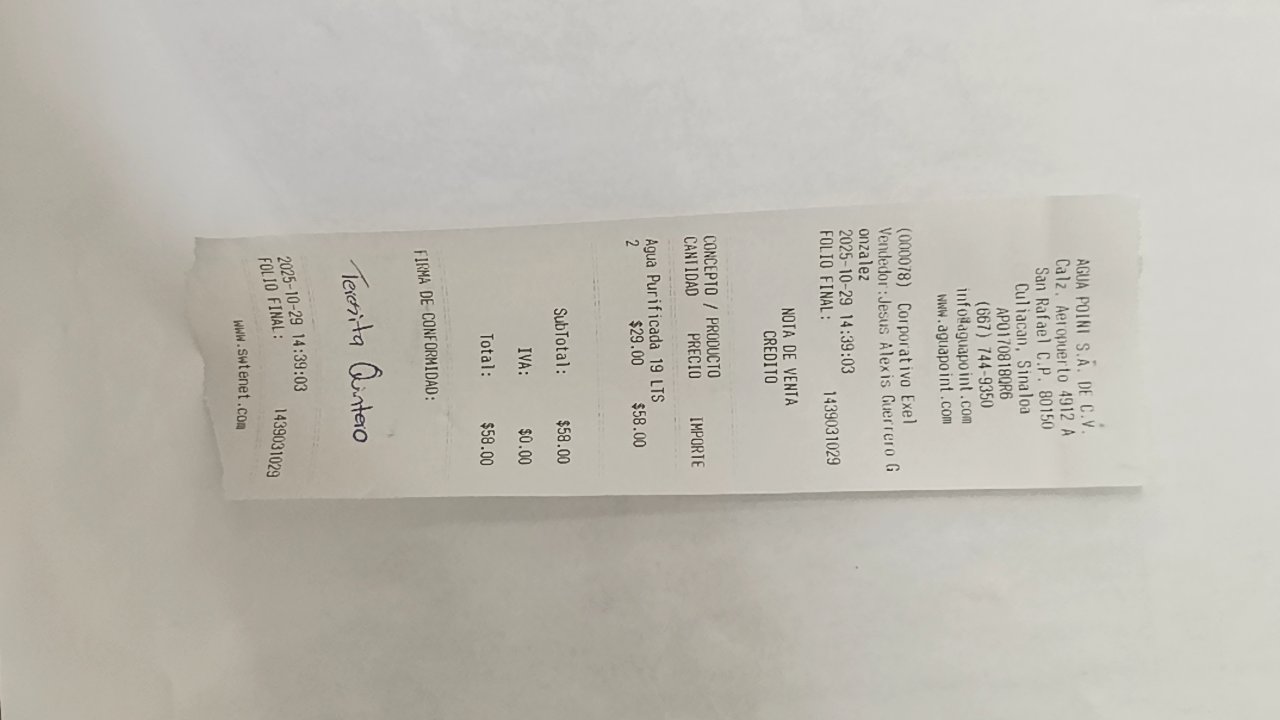 AGUA POINT S.A. DE C.V.
Calz. Aeropuerto 4912 A
San Rafael C.P. 80150
Culiacan, Sinaloa
APO170818QR6
(667) 744-9350
info@aguapoint.com
www.aguapoint.com
(000078) Corporativo Exel
Vendedor:Jesus Alexis Guerrero G
onzalez
2025-10-29 14:39:03
FOLIO FINAL: 1439031029
NOTA DE VENTA
CREDITO
CONCEPTO / PRODUCTO
CANTIDAD PRECIO IMPORTE
Agua Purificada 19 LTS
2 $29.00 $58.00
SubTotal: $58.00
IVA: $0.00
Total: $58.00
FIRMA DE CONFORMIDAD:
Teresita Quintero
2025-10-29 14:39:03
FOLIO FINAL: 1439031029
www.swtenet.com